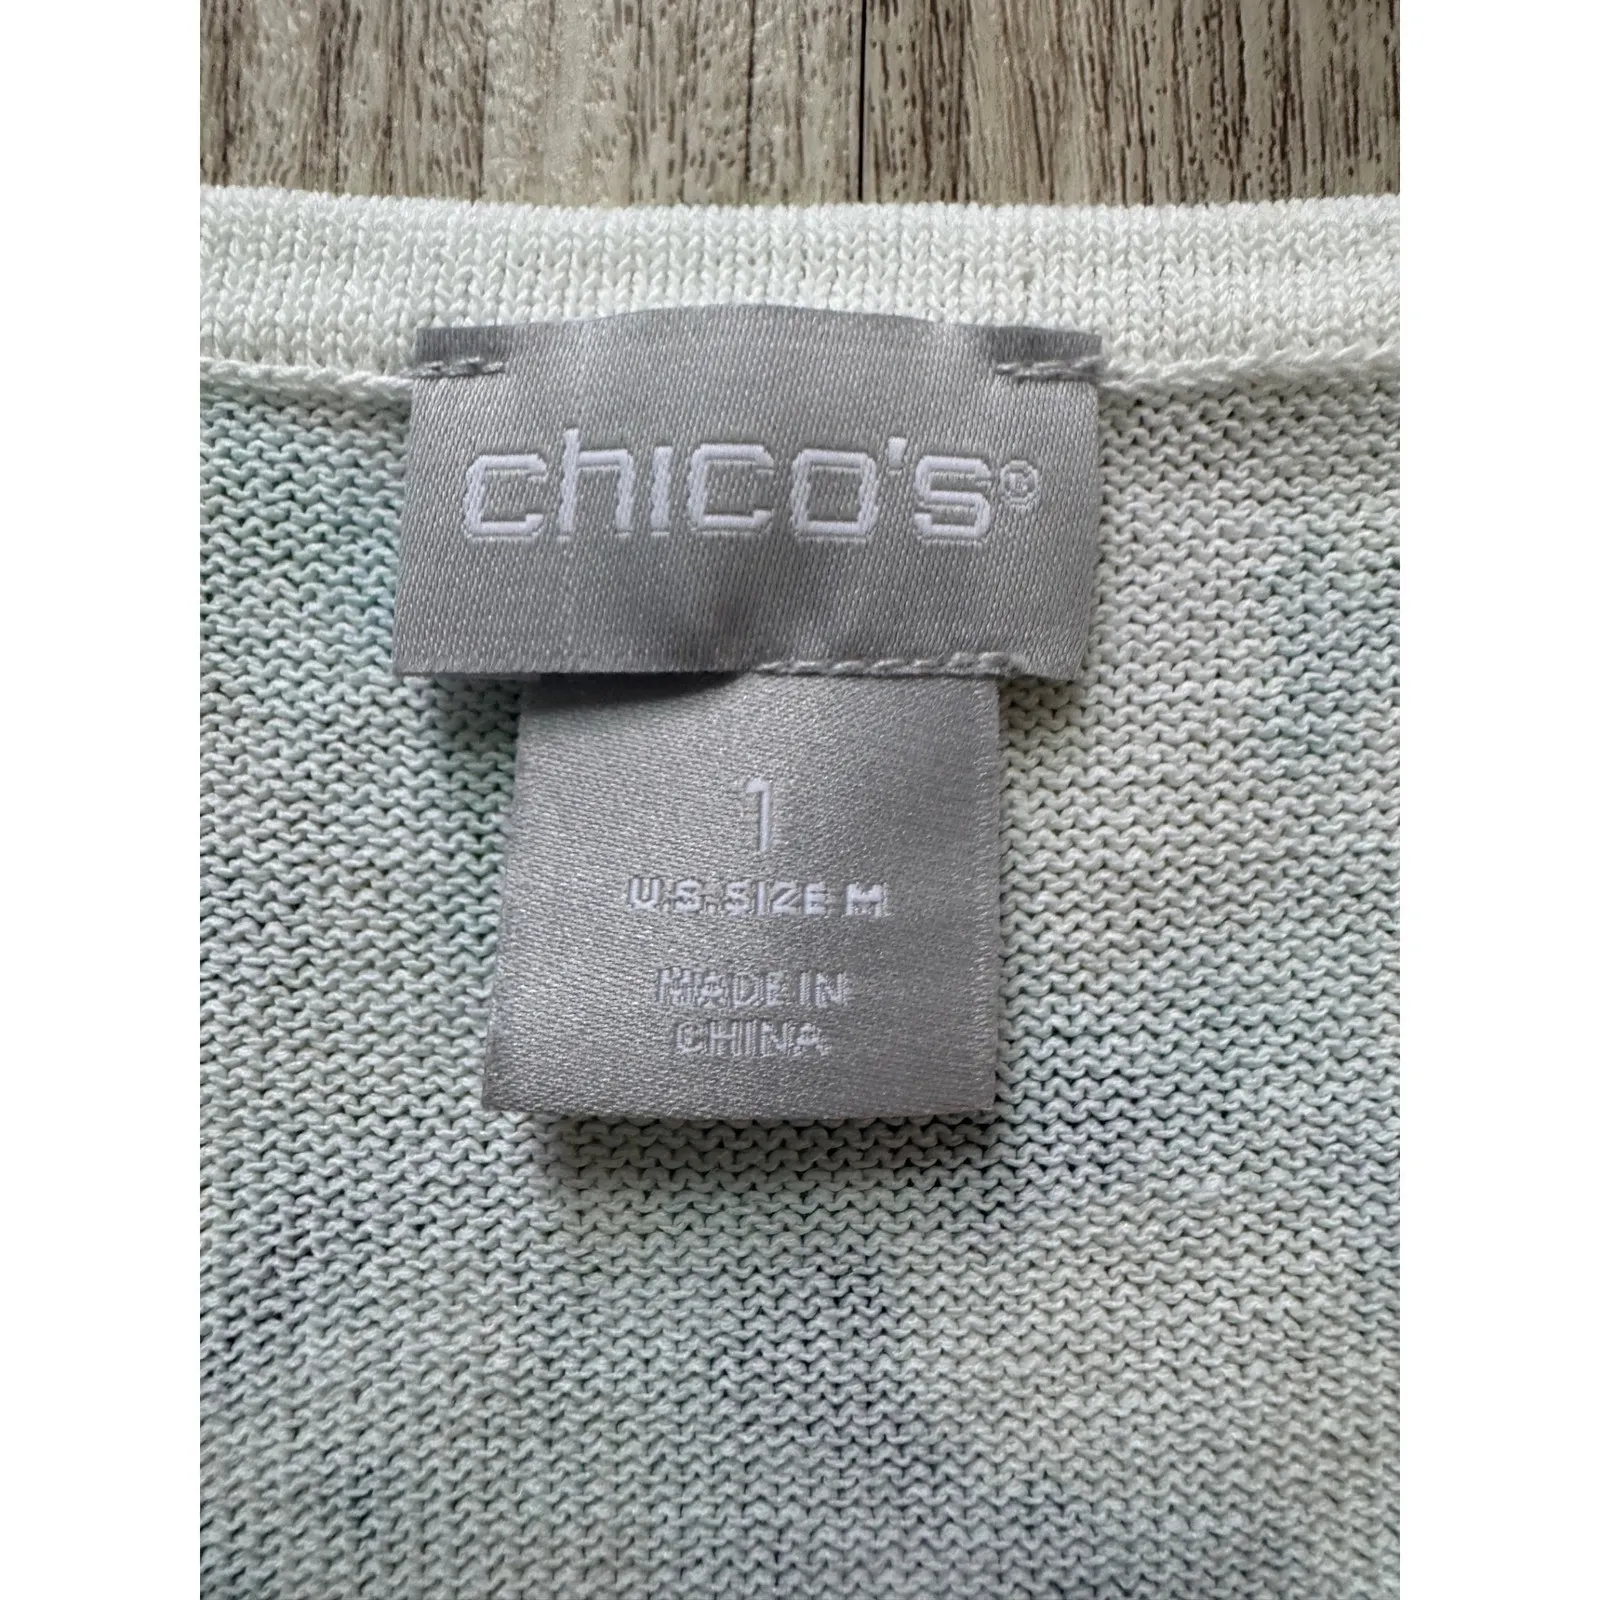 chico's®
1
U.S. SIZE M
MADE IN
CHINA